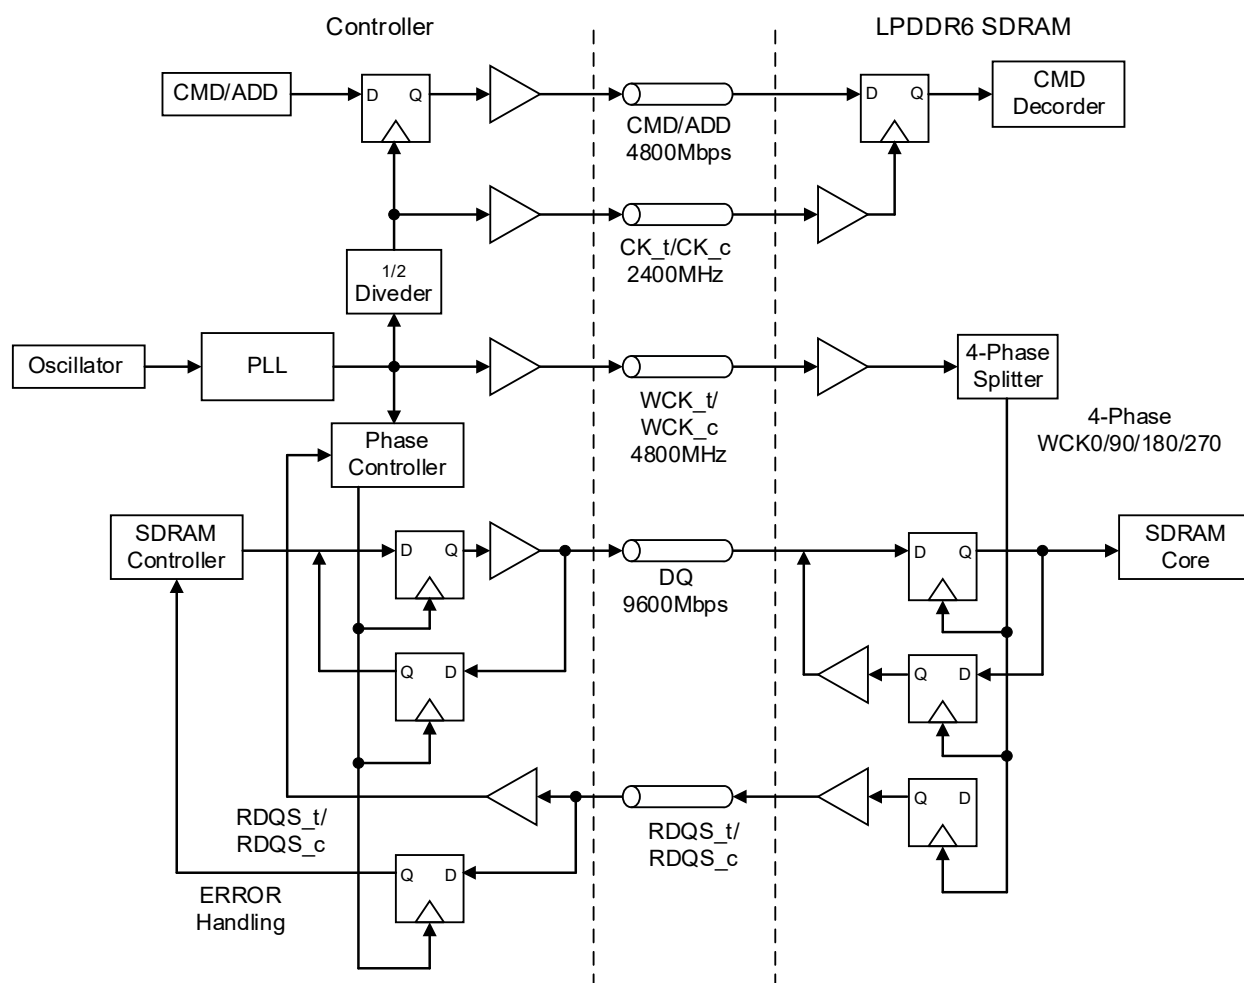 Controller
LPDDR6 SDRAM
CMD/ADD
D Q
CMD/ADD
4800Mbps
D Q
CMD
Decorder
CK_t/CK_c
2400MHz
1/2
Diveder
Oscillator
PLL
WCK_t/
WCK_c
4800MHz
4-Phase
Splitter
4-Phase
WCK0/90/180/270
Phase
Controller
SDRAM
Controller
D Q
DQ
9600Mbps
D Q
SDRAM
Core
Q D
Q D
RDQS_t/
RDQS_c
RDQS_t/
RDQS_c
Q D
Q D
ERROR
Handling